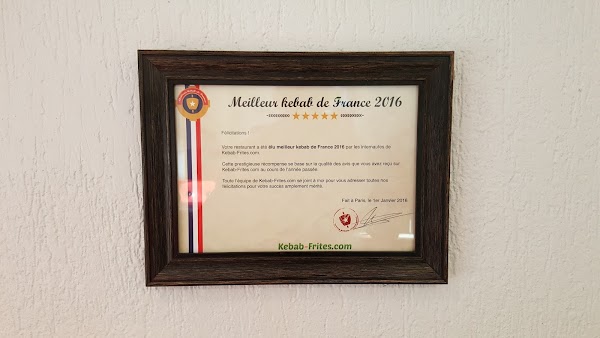 Meilleur kebab de France 2016
Félicitations !
Votre restaurant a été élu meilleur kebab de France 2016 par les internautes de
Kebab-Frites.com.
Cette prestigieuse récompense se base sur la qualité des avis que vous avez reçu sur
Kebab-Frites.com au cours de l'année passée.
Toute l'équipe de Kebab-Frites.com se joint à moi pour vous adresser toutes nos
félicitations pour votre succès amplement mérité.
Fait à Paris, le 1er Janvier 2016
Kebab-Frites.com